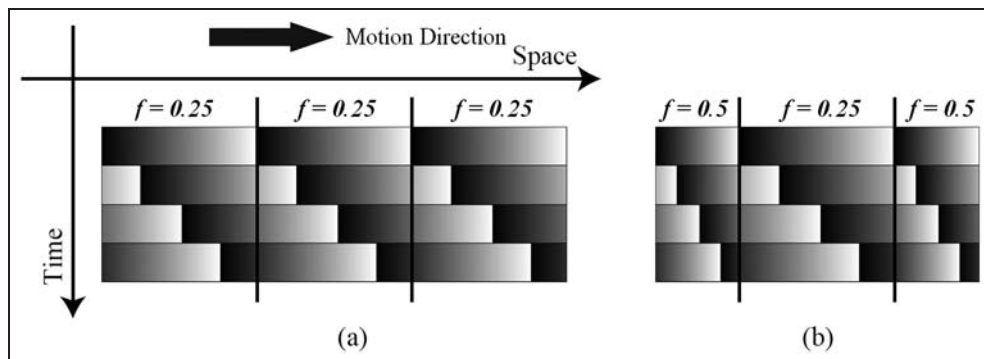 Motion Direction
Space
f = 0.25 f = 0.25 f = 0.25 f = 0.5 f = 0.25 f = 0.5
Time
(a) (b)